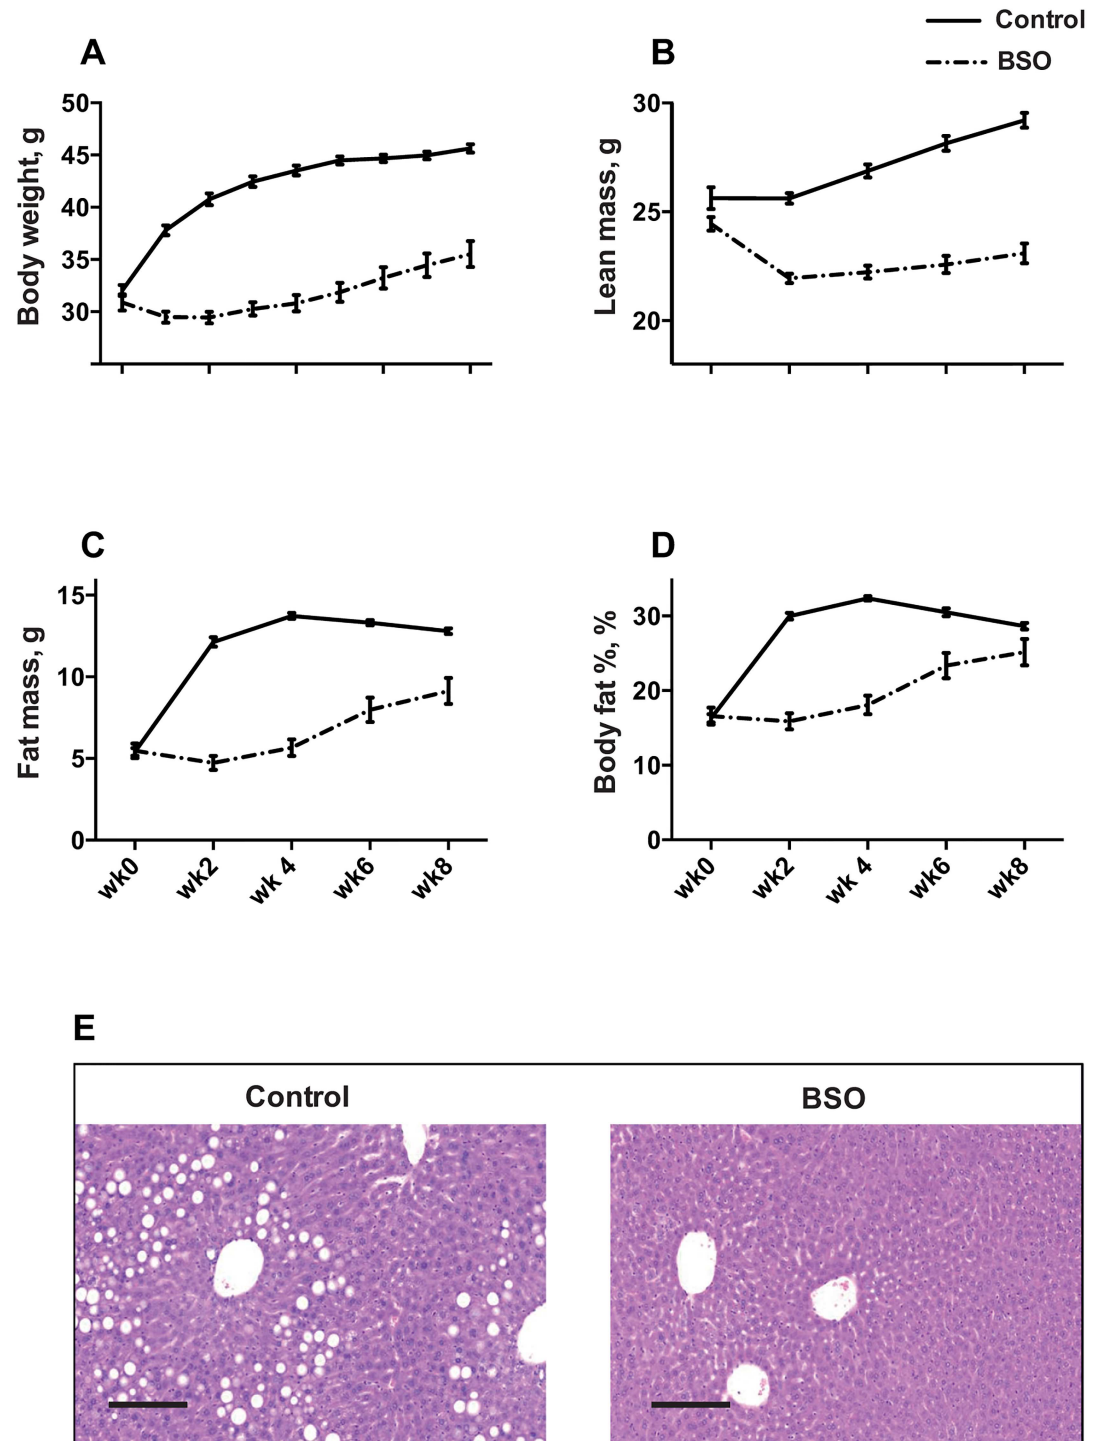 Control
BSO
A
B
50
45
40
35
30
Body weight, g
30
25
20
Lean mass, g
C
D
15
10
5
0
Fat mass, g
wk0
wk2
wk 4
wk6
wk8
30
20
10
0
Body fat %, %
wk0
wk2
wk 4
wk6
wk8
E
Control
BSO